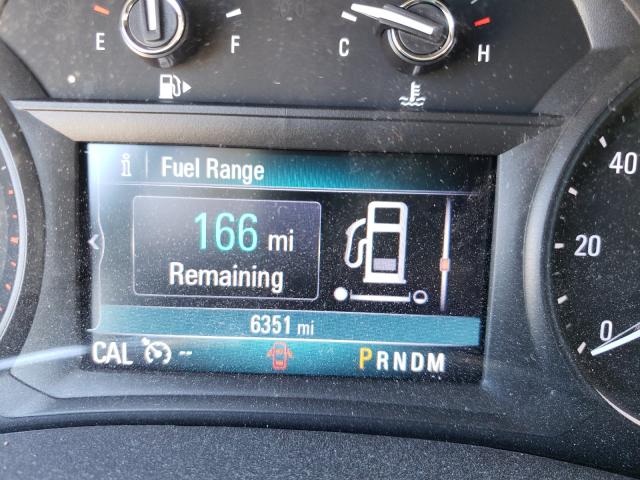 E F
C H
i Fuel Range
166 mi
Remaining
6351 mi
CAL -- PRNDM
40
20
0